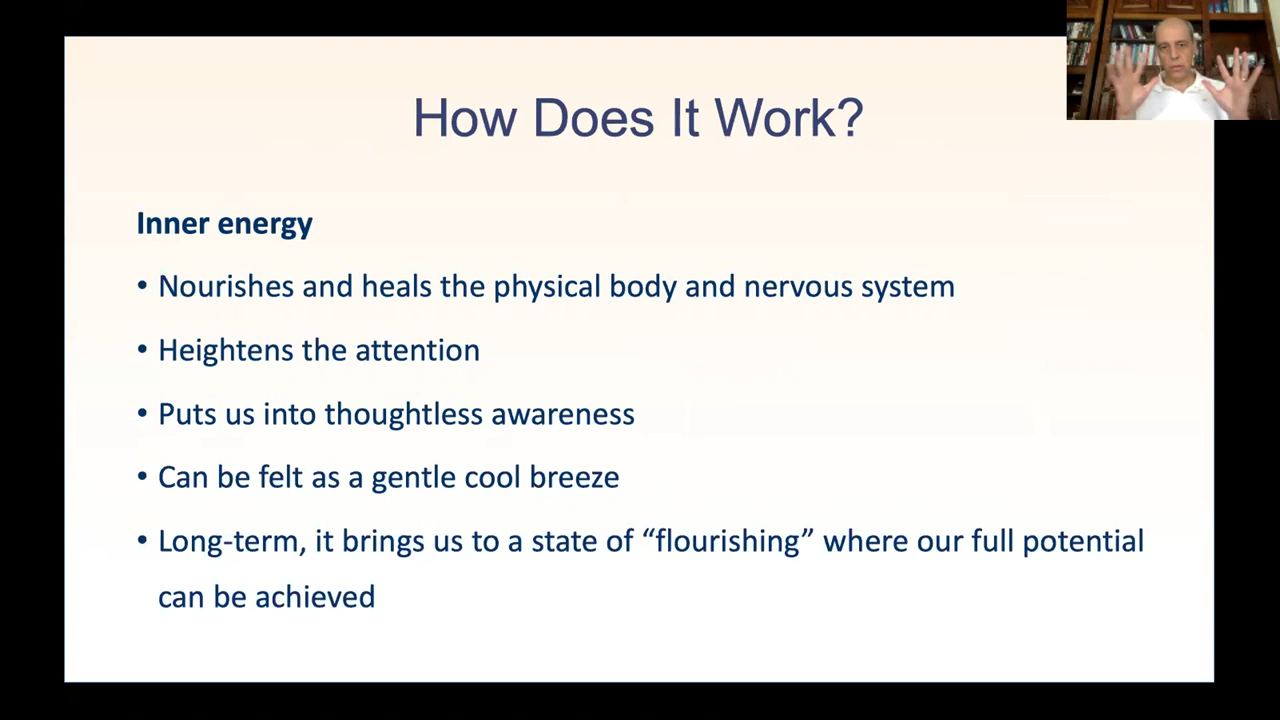 How Does It Work?
Inner energy
• Nourishes and heals the physical body and nervous system
• Heightens the attention
• Puts us into thoughtless awareness
• Can be felt as a gentle cool breeze
• Long-term, it brings us to a state of “flourishing” where our full potential
can be achieved